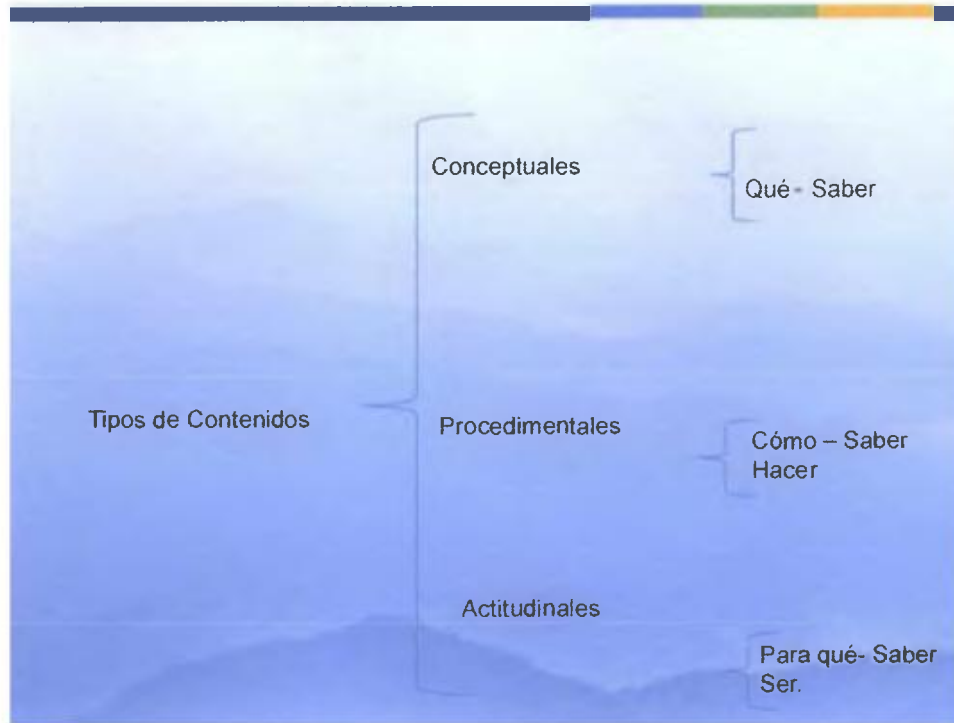 Conceptuales
Qué - Saber
Tipos de Contenidos
Procedimentales
Cómo – Saber
Hacer
Actitudinales
Para qué- Saber
Ser.